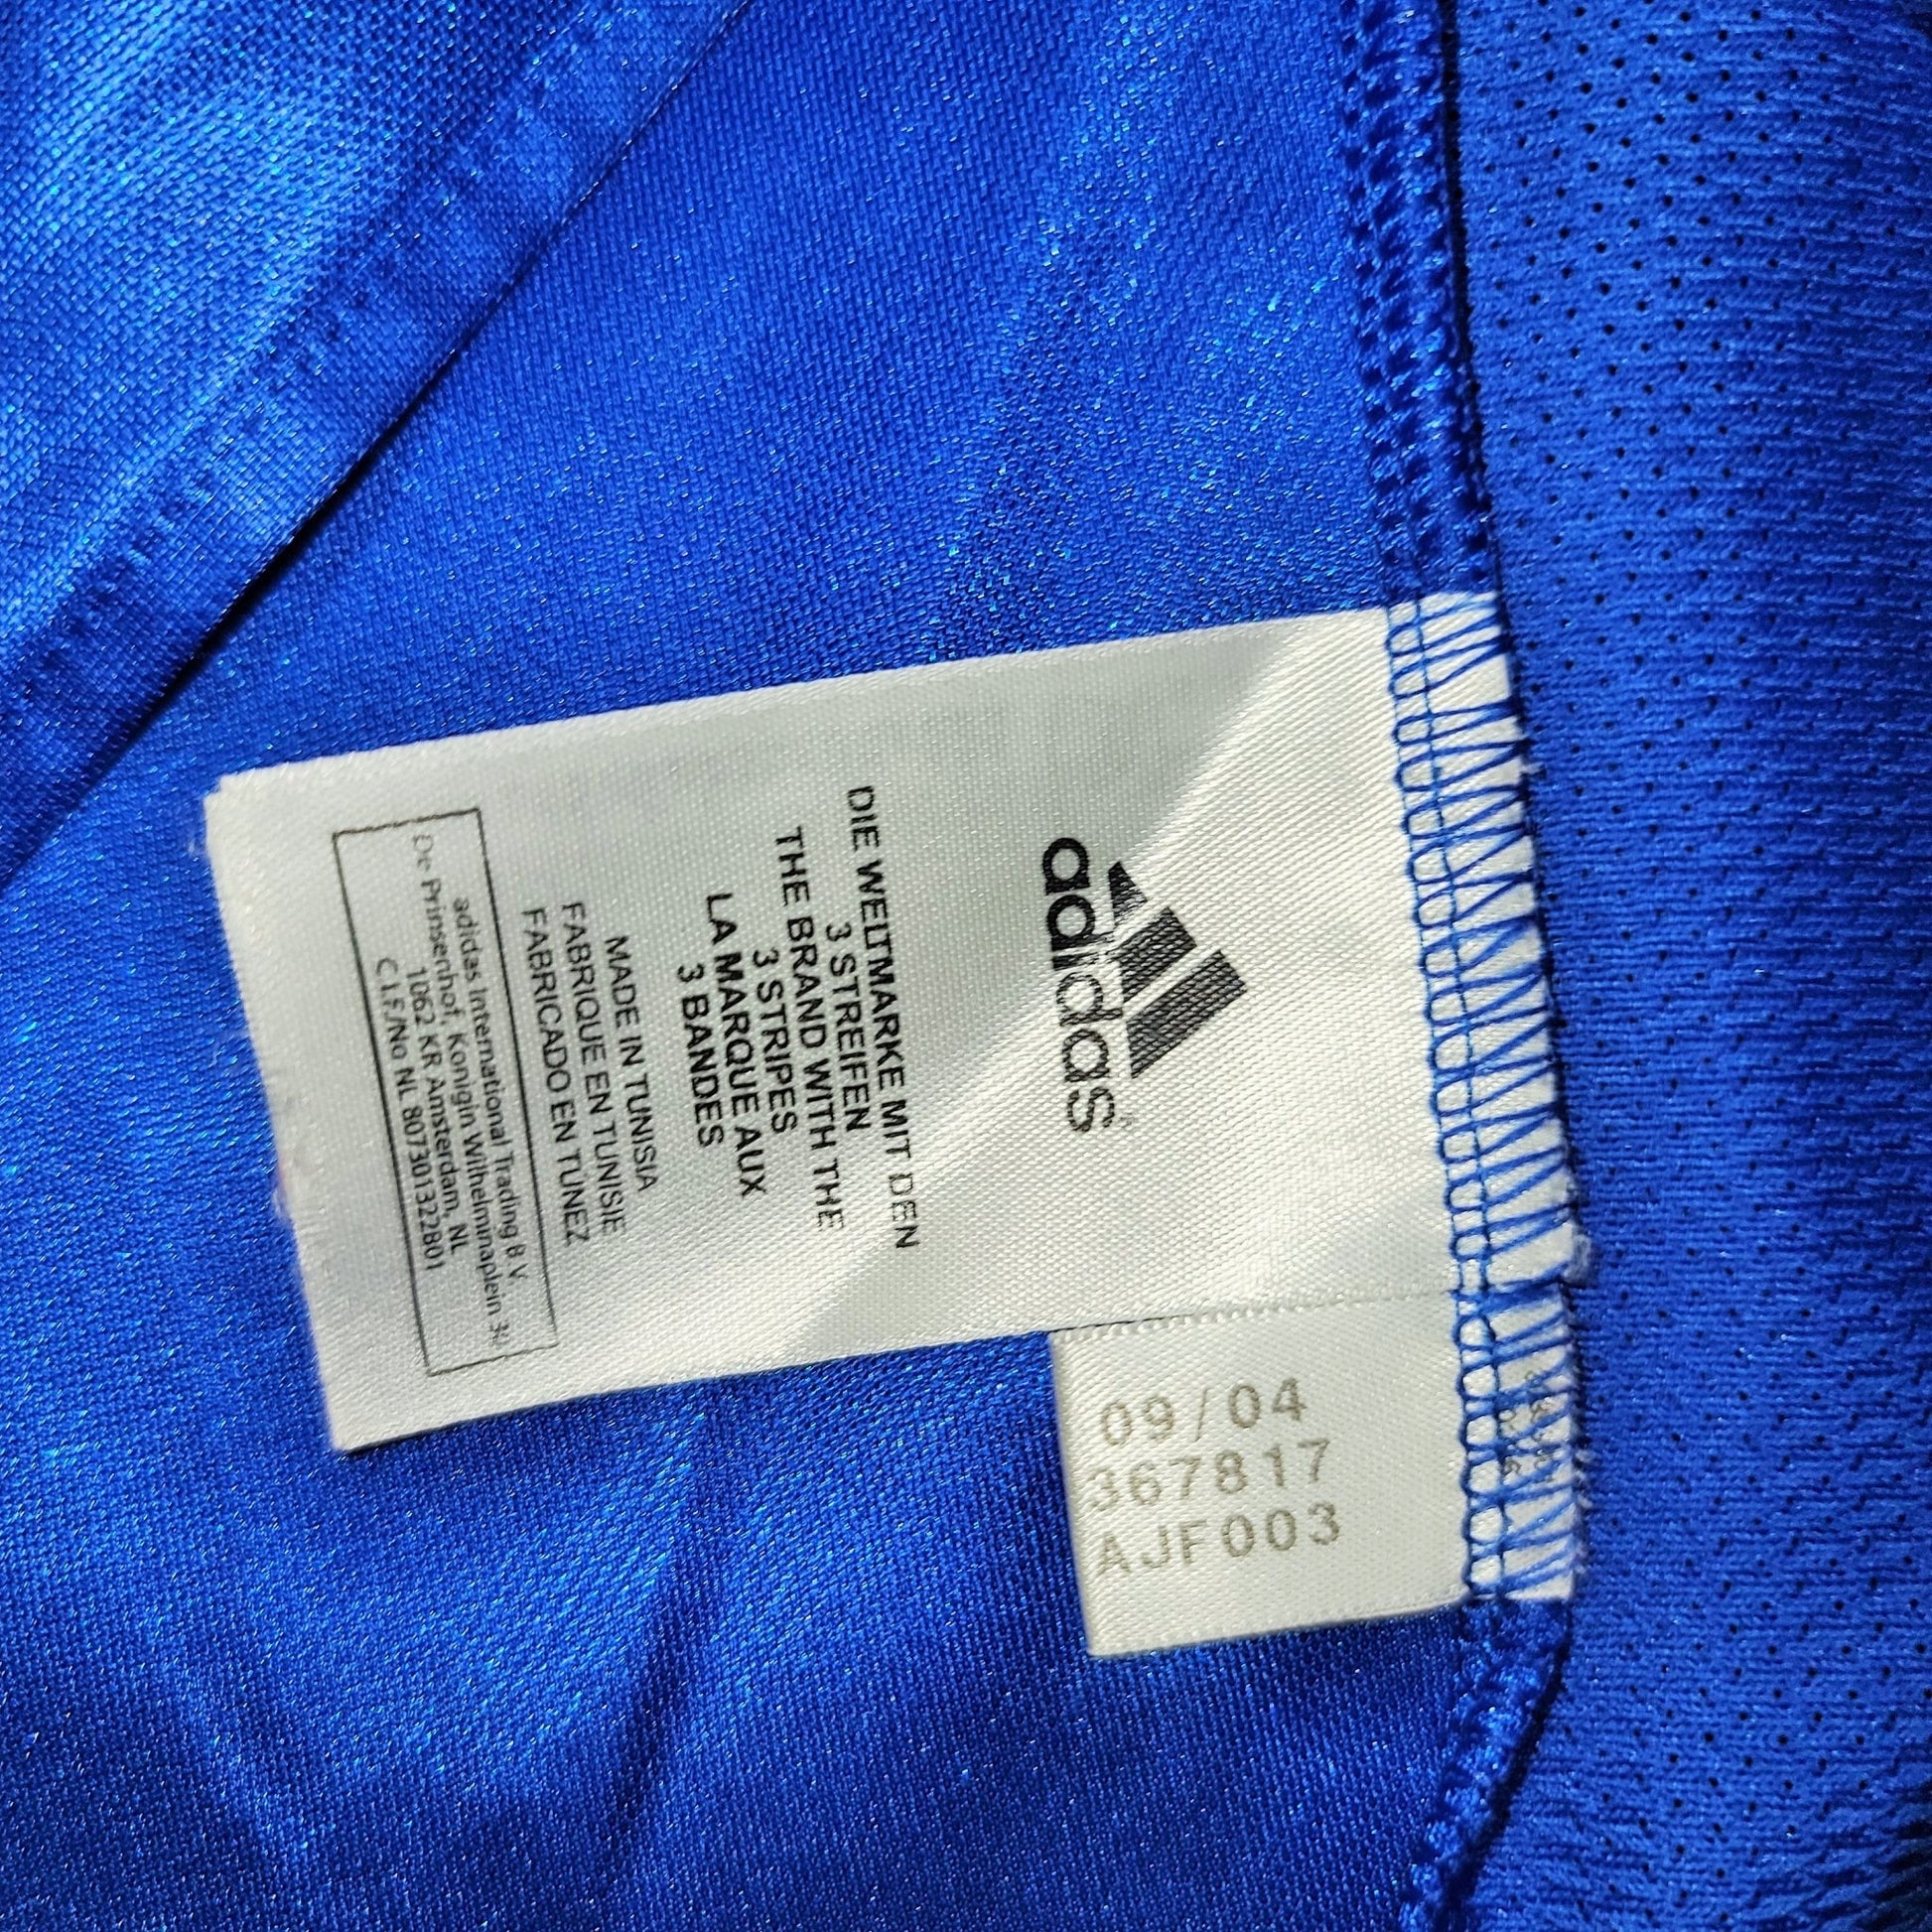 adidas
DIE WELTMARKE MIT DEN
3 STREIFEN
THE BRAND WITH THE
3 STRIPES
LA MARQUE AUX
3 BANDES
MADE IN TUNISIA
FABRIQUE EN TUNISIE
FABRICADO EN TUNEZ
adidas International Trading B V
De Prinsenhof, Konigin Wilhelminaplein 30
1062 KR Amsterdam, NL
C I F/No NL 807301322B01
09/04
367817
AJF003